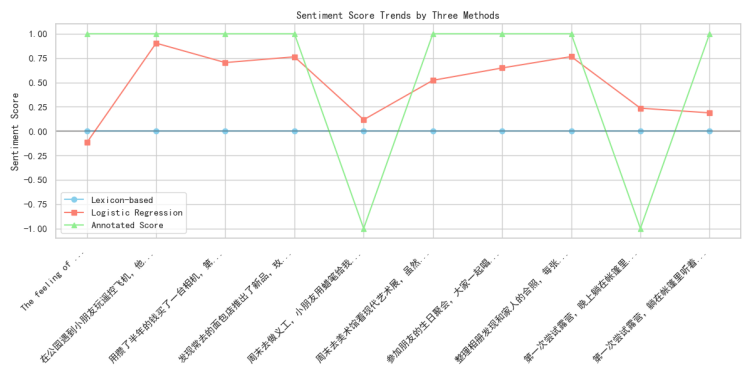 Sentiment Score Trends by Three Methods
Sentiment Score
1.00
0.75
0.50
0.25
0.00
-0.25
-0.50
-0.75
-1.00
Lexicon-based
Logistic Regression
Annotated Score
The feeling of ...
在公园遇到小朋友玩遥控飞机，他...
用攒了半年的钱买了一台相机，第...
发现常去的面包店推出了新品，玫...
周末去做义工，小朋友用蜡笔给我...
周末去美术馆看现代艺术展，虽然...
参加朋友的生日聚会，大家一起唱...
整理相册发现和家人的合照，每张...
第一次尝试露营，晚上躺在帐篷里...
第一次尝试露营，躺在帐篷里听着...